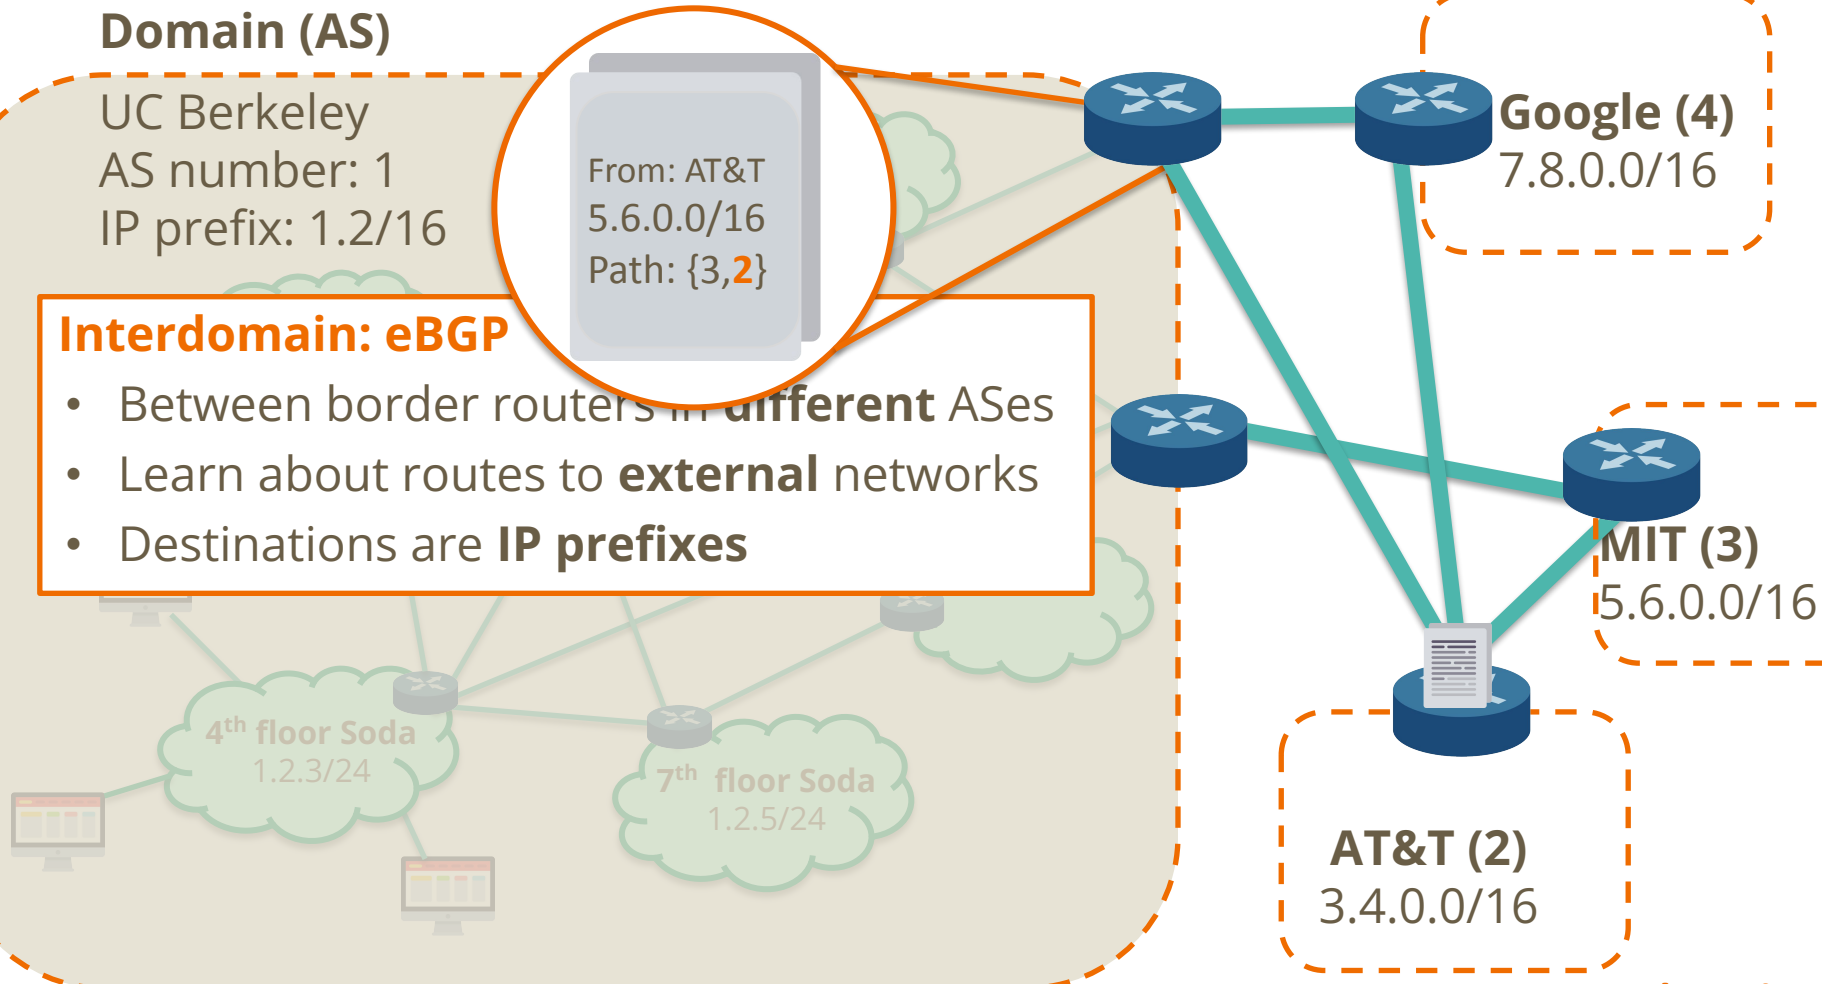 Domain (AS)
UC Berkeley
AS number: 1
IP prefix: 1.2/16
From: AT&T
5.6.0.0/16
Path: {3,2}
Google (4)
7.8.0.0/16
Interdomain: eBGP
• Between border routers in different ASes
• Learn about routes to external networks
• Destinations are IP prefixes
MIT (3)
5.6.0.0/16
4th floor Soda
1.2.3/24
7th floor Soda
1.2.5/24
AT&T (2)
3.4.0.0/16